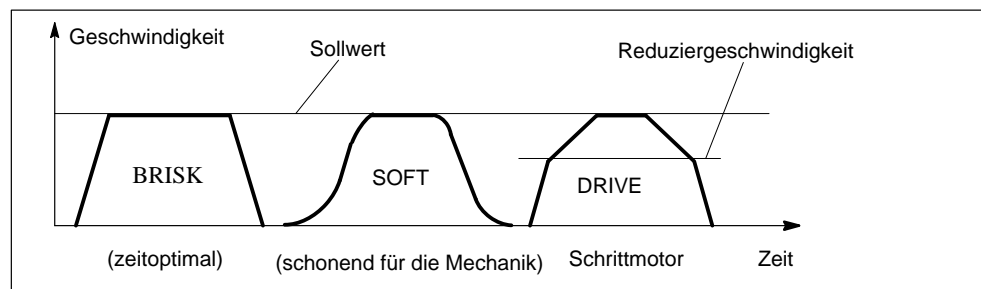 Geschwindigkeit
Sollwert
Reduziergeschwindigkeit
BRISK
SOFT
DRIVE
(zeitoptimal)
(schonend für die Mechanik)
Schrittmotor
Zeit